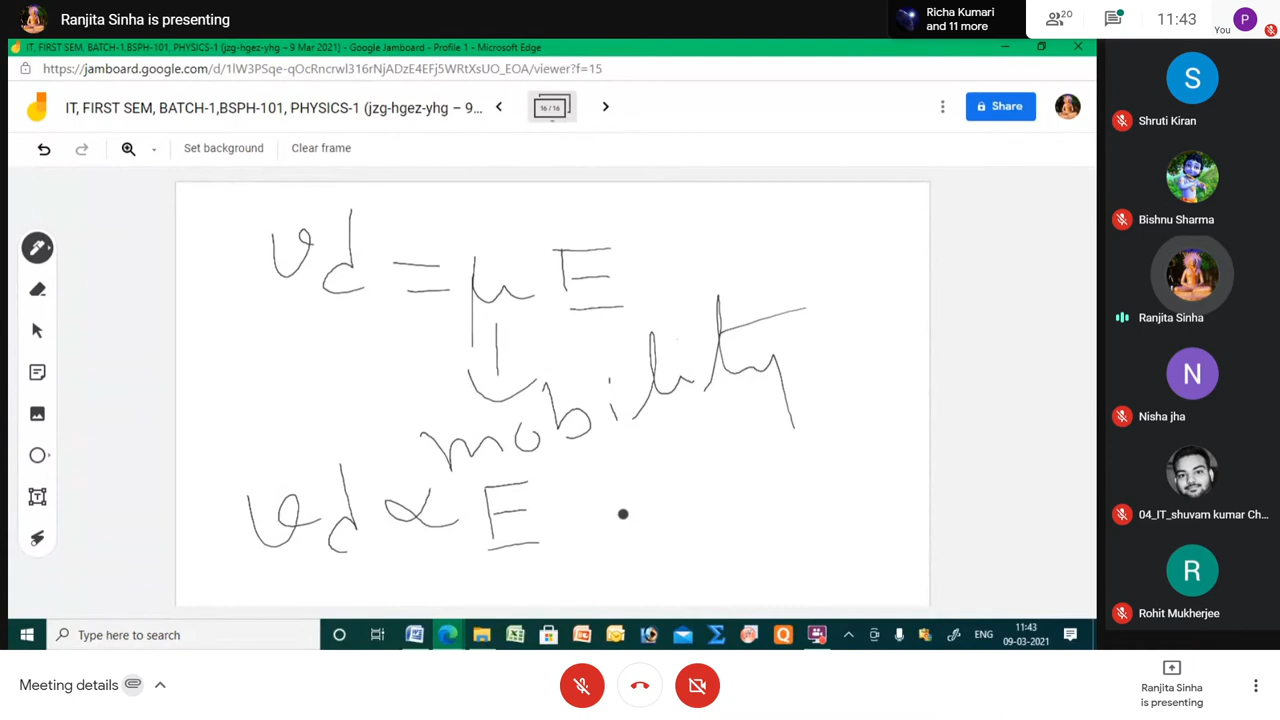 Ranjita Sinha is presenting
Richa Kumari
and 11 more
20
11:43
You
P
IT, FIRST SEM, BATCH-1,BSPH-101, PHYSICS-1 (jzg-hgez-yhg – 9 Mar 2021) - Google Jamboard - Profile 1 - Microsoft Edge
https://jamboard.google.com/d/1lW3PSqe-qOcRncrwl316rNjADzE4EFj5WRtXsUO_EOA/viewer?f=15
IT, FIRST SEM, BATCH-1,BSPH-101, PHYSICS-1 (jzg-hgez-yhg – 9...
16 / 16
Share
Set background
Clear frame
vd = μ E
mobility
vd ∝ E
S
Shruti Kiran
Bishnu Sharma
Ranjita Sinha
N
Nisha jha
04_IT_shuvam kumar Ch...
R
Rohit Mukherjee
Type here to search
ENG
11:43
09-03-2021
Meeting details
Ranjita Sinha
is presenting